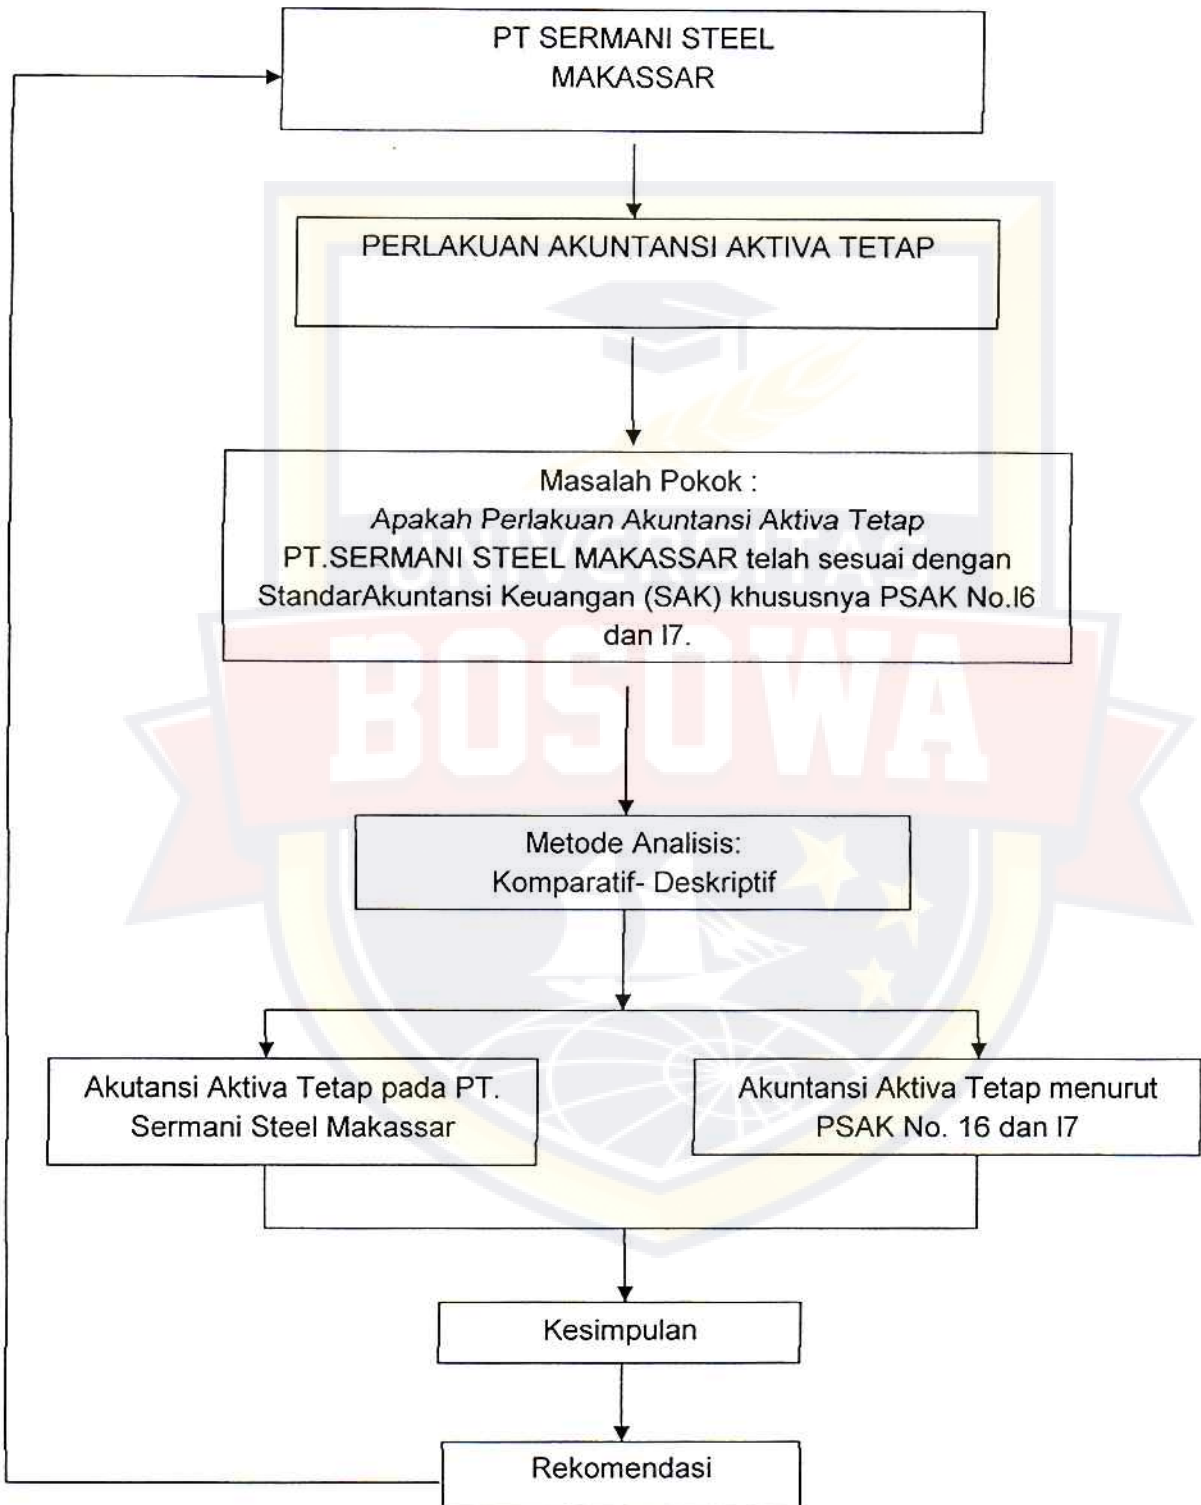 PT SERMANI STEEL
MAKASSAR
PERLAKUAN AKUNTANSI AKTIVA TETAP
Masalah Pokok :
Apakah Perlakuan Akuntansi Aktiva Tetap
PT.SERMANI STEEL MAKASSAR telah sesuai dengan
StandarAkuntansi Keuangan (SAK) khususnya PSAK No.I6
dan I7.
UNIVERSITAS
BOSOWA
Metode Analisis:
Komparatif- Deskriptif
Akutansi Aktiva Tetap pada PT.
Sermani Steel Makassar
Akuntansi Aktiva Tetap menurut
PSAK No. 16 dan I7
Kesimpulan
Rekomendasi